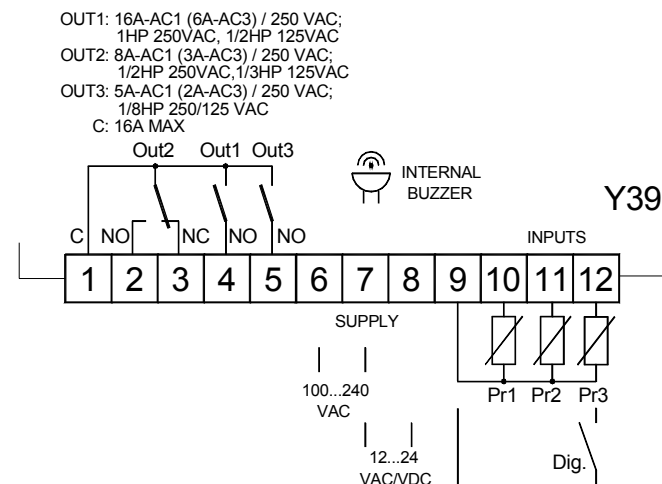 OUT1: 16A-AC1 (6A-AC3) / 250 VAC;
1HP 250VAC, 1/2HP 125VAC
OUT2: 8A-AC1 (3A-AC3) / 250 VAC;
1/2HP 250VAC,1/3HP 125VAC
OUT3: 5A-AC1 (2A-AC3) / 250 VAC;
1/8HP 250/125 VAC
C: 16A MAX
Out2 Out1 Out3
INTERNAL
BUZZER
Y39
C NO NC NO NO INPUTS
1 2 3 4 5 6 7 8 9 10 11 12
SUPPLY
100...240
VAC
Pr1 Pr2 Pr3
12...24
VAC/VDC
Dig.